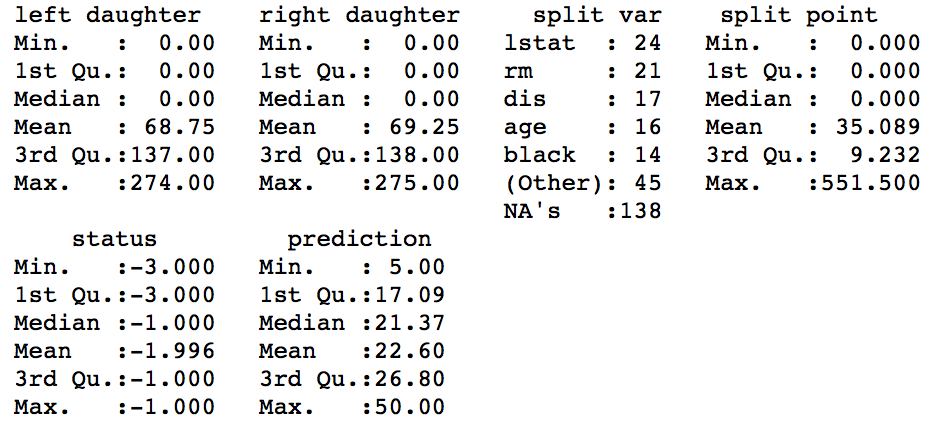 left daughter    right daughter     split var    split point
Min.   :  0.00   Min.   :  0.00   lstat  : 24   Min.   :  0.000
1st Qu.:  0.00   1st Qu.:  0.00   rm     : 21   1st Qu.:  0.000
Median :  0.00   Median :  0.00   dis    : 17   Median :  0.000
Mean   : 68.75   Mean   : 69.25   age    : 16   Mean   : 35.089
3rd Qu.:137.00   3rd Qu.:138.00   black  : 14   3rd Qu.:  9.232
Max.   :274.00   Max.   :275.00   (Other): 45   Max.   :551.500
NA's   :138
status           prediction
Min.   :-3.000   Min.   : 5.00
1st Qu.:-3.000   1st Qu.:17.09
Median :-1.000   Median :21.37
Mean   :-1.996   Mean   :22.60
3rd Qu.:-1.000   3rd Qu.:26.80
Max.   :-1.000   Max.   :50.00